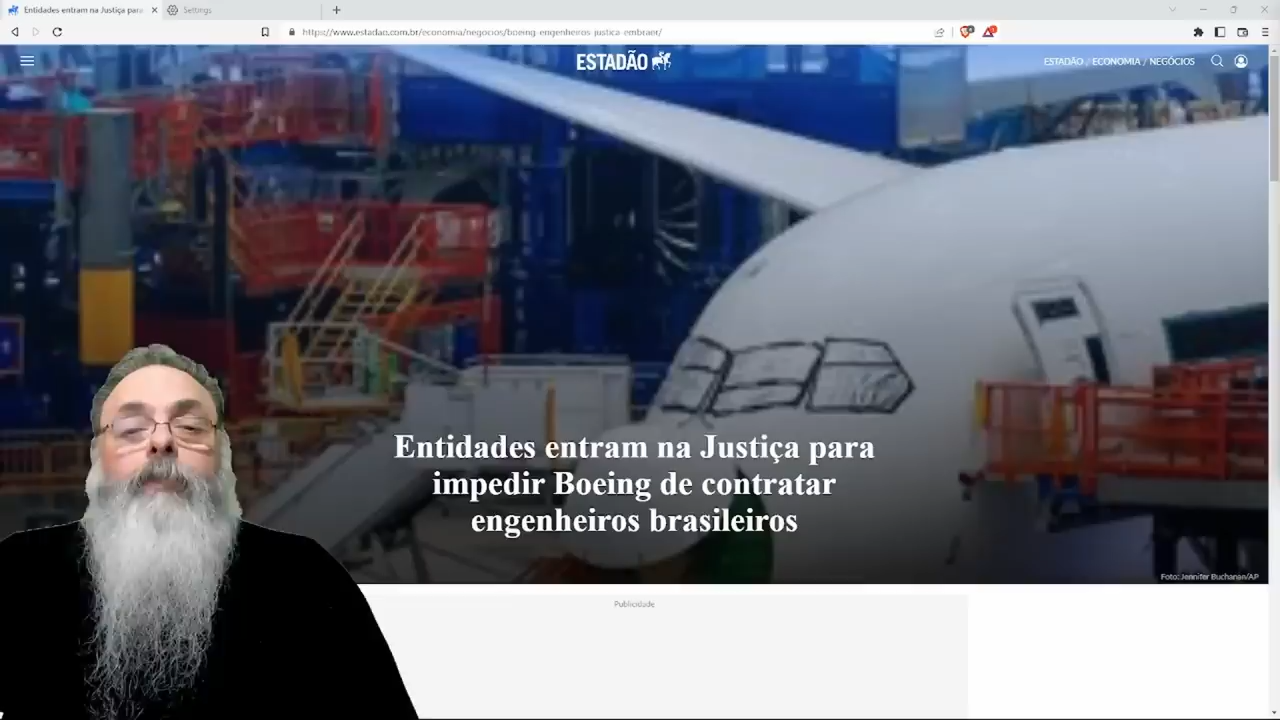 Entidades entram na Justiça para
Settings
https://www.estadao.com.br/economia/negocios/boeing-engenheiros-justica-embraer/
ESTADÃO
ESTADÃO / ECONOMIA / NEGÓCIOS
Entidades entram na Justiça para
impedir Boeing de contratar
engenheiros brasileiros
Foto: Jennifer Buchanan/AP
Publicidade